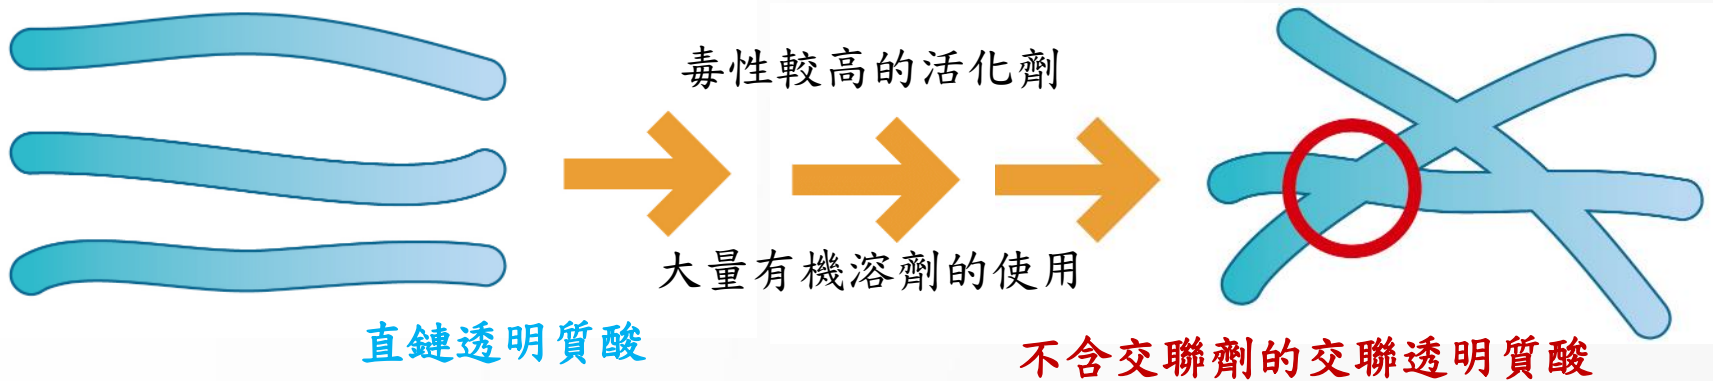 毒性較高的活化劑
大量有機溶劑的使用
直鏈透明質酸
不含交聯劑的交聯透明質酸